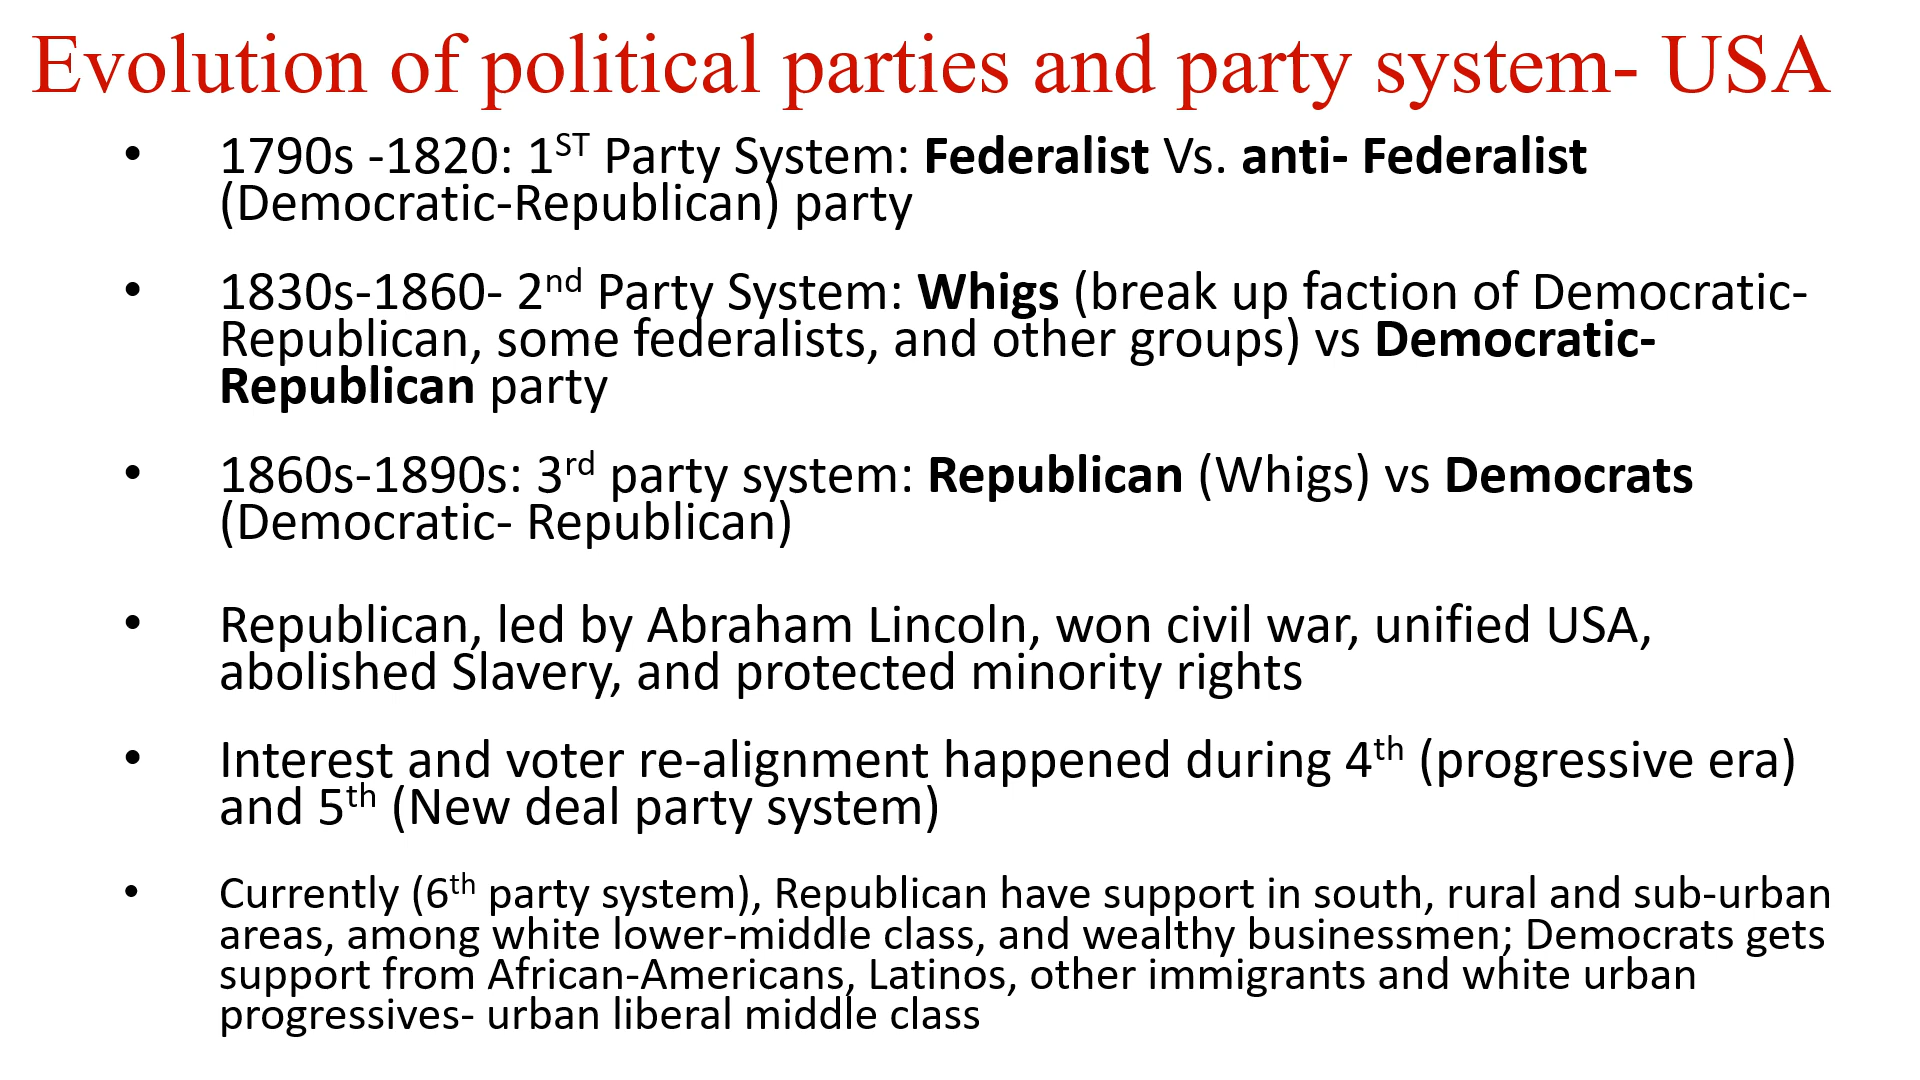 Evolution of political parties and party system- USA
• 1790s -1820: 1ST Party System: Federalist Vs. anti- Federalist
(Democratic-Republican) party
• 1830s-1860- 2nd Party System: Whigs (break up faction of Democratic-
Republican, some federalists, and other groups) vs Democratic-
Republican party
• 1860s-1890s: 3rd party system: Republican (Whigs) vs Democrats
(Democratic- Republican)
• Republican, led by Abraham Lincoln, won civil war, unified USA,
abolished Slavery, and protected minority rights
• Interest and voter re-alignment happened during 4th (progressive era)
and 5th (New deal party system)
• Currently (6th party system), Republican have support in south, rural and sub-urban
areas, among white lower-middle class, and wealthy businessmen; Democrats gets
support from African-Americans, Latinos, other immigrants and white urban
progressives- urban liberal middle class